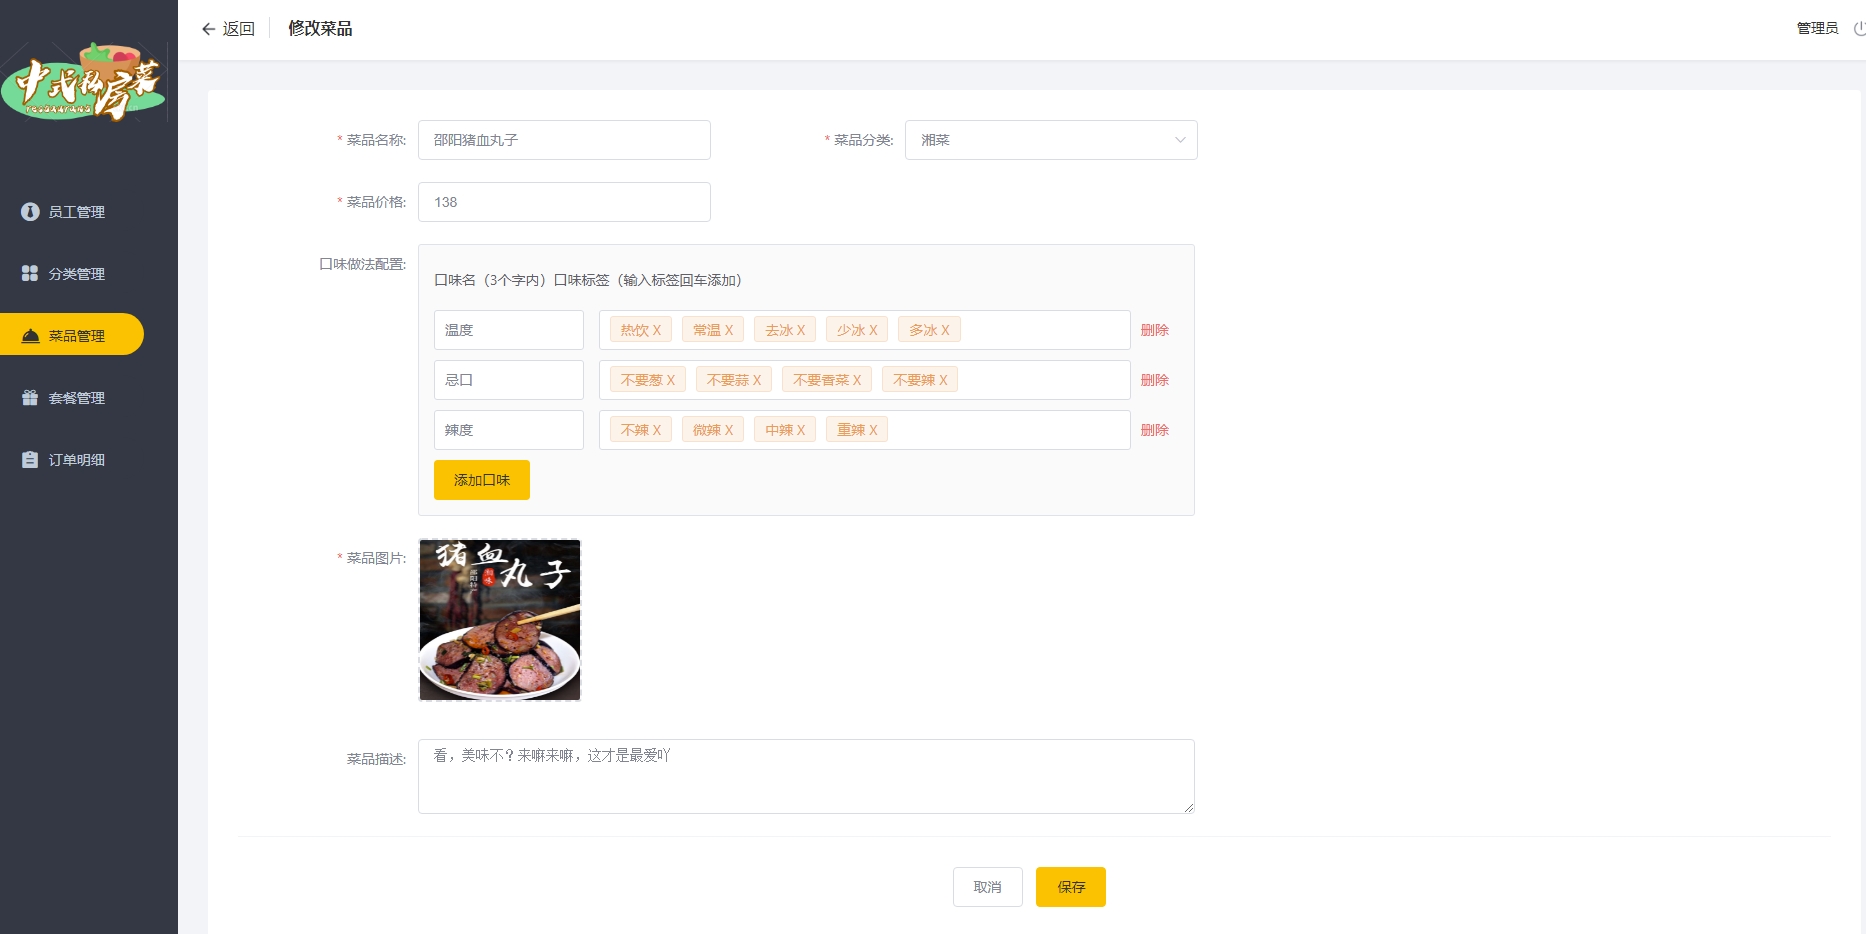 返回 修改菜品 管理员
中式私房菜
restaurant
员工管理
分类管理
菜品管理
套餐管理
订单明细
* 菜品名称: 邵阳猪血丸子 * 菜品分类: 湘菜
* 菜品价格: 138
口味做法配置:
口味名（3个字内）口味标签（输入标签回车添加）
温度 热饮 X 常温 X 去冰 X 少冰 X 多冰 X 删除
忌口 不要葱 X 不要蒜 X 不要香菜 X 不要辣 X 删除
辣度 不辣 X 微辣 X 中辣 X 重辣 X 删除
添加口味
* 菜品图片:
猪血丸子
菜品描述: 看，美味不？来嘛来嘛，这才是最爱吖
取消 保存